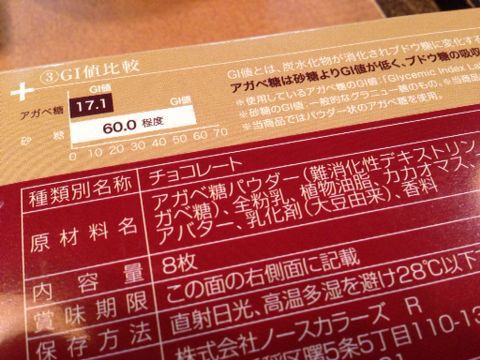 ③GI値比較
GI値とは、炭水化物が消化されブドウ糖に変化する
アガベ糖は砂糖よりGI値が低く、ブドウ糖の吸収
※使用しているアガベ糖のGI値:「Glycemic Index Lab
※砂糖のGI値:一般的なグラニュー糖のもの。※当商品
※当商品ではパウダー状のアガベ糖を使用。
GI値
アガベ糖 17.1
GI値
砂糖 60.0 程度
0 10 20 30 40 50 60 70
種類別名称 チョコレート
原材料名 アガベ糖パウダー(難消化性デキストリン
ガベ糖)、全粉乳、植物油脂、カカオマス、
アバター、乳化剤(大豆由来)、香料
内容量 8枚
賞味期限 この面の右側面に記載
保存方法 直射日光、高温多湿を避け28℃以下
株式会社ノースカラーズ R
曙5条5丁目110-13